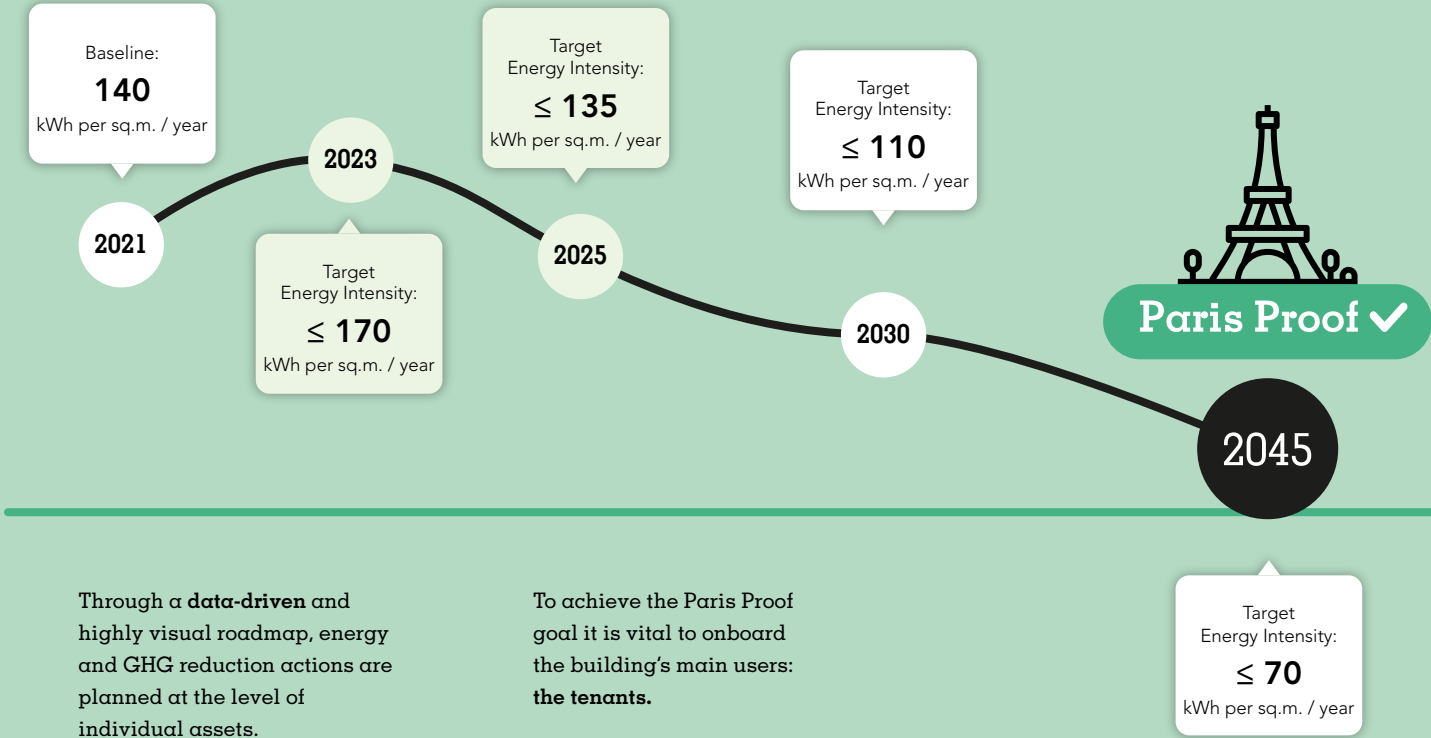 Baseline:
140
kWh per sq.m. / year
2021
2023
Target
Energy Intensity:
≤ 170
kWh per sq.m. / year
Target
Energy Intensity:
≤ 135
kWh per sq.m. / year
2025
Target
Energy Intensity:
≤ 110
kWh per sq.m. / year
2030
Paris Proof
2045
Target
Energy Intensity:
≤ 70
kWh per sq.m. / year
Through a data-driven and
highly visual roadmap, energy
and GHG reduction actions are
planned at the level of
individual assets.
To achieve the Paris Proof
goal it is vital to onboard
the building's main users:
the tenants.